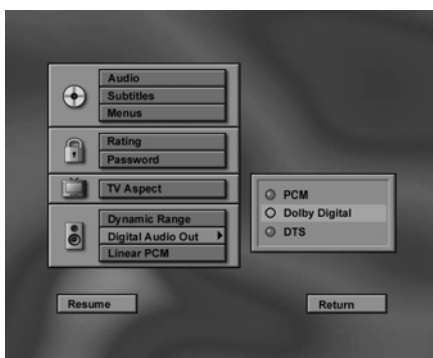 Audio
Subtitles
Menus
Rating
Password
TV Aspect
Dynamic Range
Digital Audio Out
Linear PCM
PCM
Dolby Digital
DTS
Resume
Return